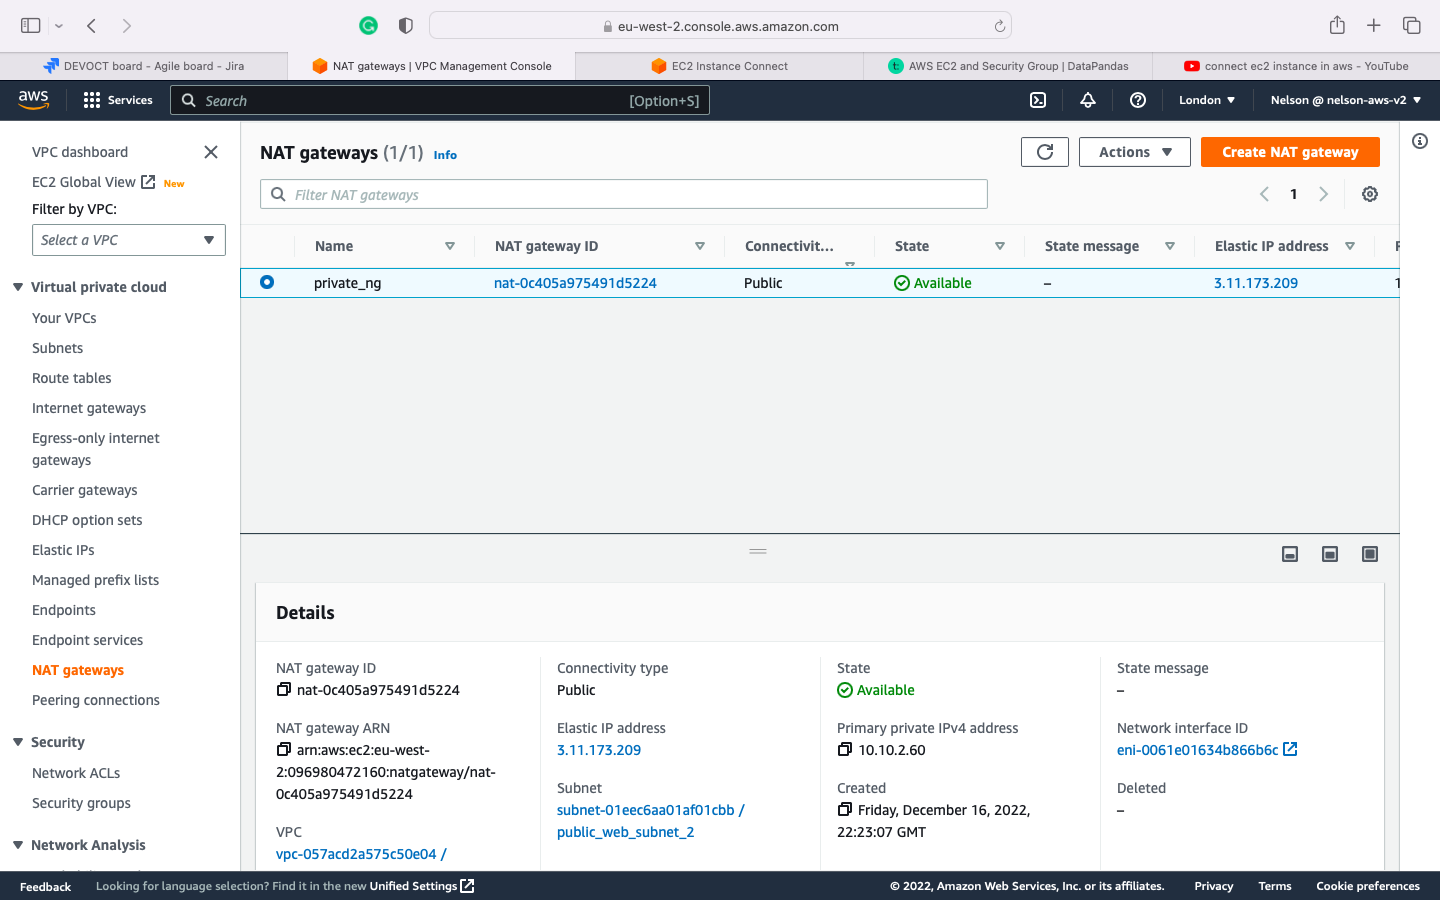 eu-west-2.console.aws.amazon.com
DEVOCT board - Agile board - Jira
NAT gateways | VPC Management Console
EC2 Instance Connect
AWS EC2 and Security Group | DataPandas
connect ec2 instance in aws - YouTube
aws
Services
Search
[Option+S]
London
Nelson @ nelson-aws-v2
VPC dashboard
EC2 Global View New
Filter by VPC:
Select a VPC
Virtual private cloud
Your VPCs
Subnets
Route tables
Internet gateways
Egress-only internet
gateways
Carrier gateways
DHCP option sets
Elastic IPs
Managed prefix lists
Endpoints
Endpoint services
NAT gateways
Peering connections
Security
Network ACLs
Security groups
Network Analysis
NAT gateways (1/1) Info
Actions
Create NAT gateway
Filter NAT gateways
1
Name
NAT gateway ID
Connectivit...
State
State message
Elastic IP address
private_ng
nat-0c405a975491d5224
Public
Available
–
3.11.173.209
Details
NAT gateway ID
nat-0c405a975491d5224
NAT gateway ARN
arn:aws:ec2:eu-west-
2:096980472160:natgateway/nat-
0c405a975491d5224
VPC
vpc-057acd2a575c50e04 /
Connectivity type
Public
Elastic IP address
3.11.173.209
Subnet
subnet-01eec6aa01af01cbb /
public_web_subnet_2
State
Available
Primary private IPv4 address
10.10.2.60
Created
Friday, December 16, 2022,
22:23:07 GMT
State message
–
Network interface ID
eni-0061e01634b866b6c
Deleted
–
Feedback
Looking for language selection? Find it in the new Unified Settings
© 2022, Amazon Web Services, Inc. or its affiliates.
Privacy
Terms
Cookie preferences